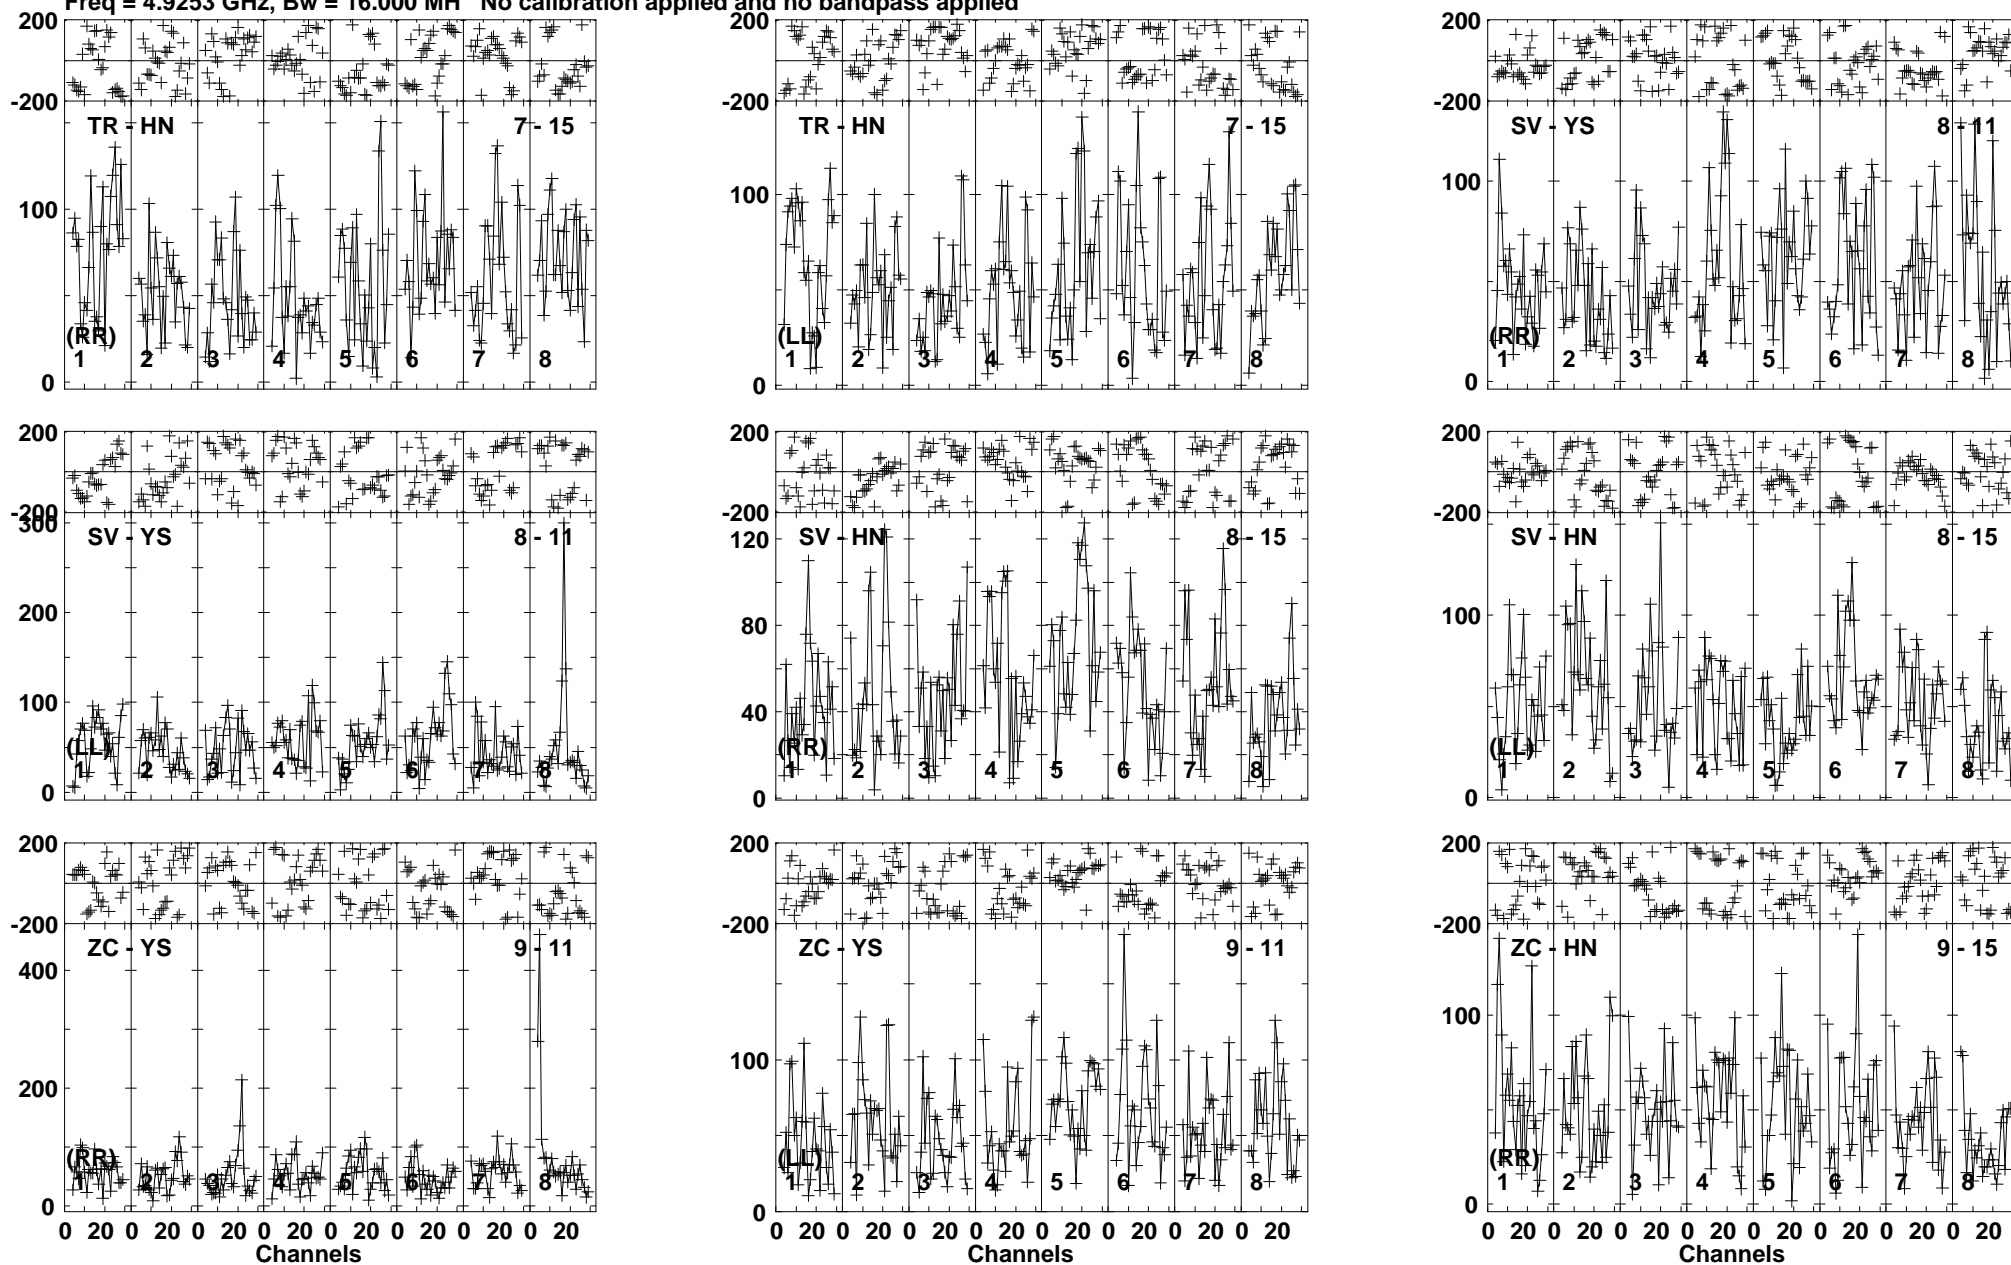 Freq = 4.9253 GHz, Bw = 16.000 MH No calibration applied and no bandpass applied
200 200 200
-200 -200 -200
TR - HN 7 - 15 TR - HN 7 - 15 SV - YS 8 - 11
100 100 100
(RR) (LL) (RR)
1 2 3 4 5 6 7 8 1 2 3 4 5 6 7 8 1 2 3 4 5 6 7 8
0 0 0
200 200 200
-200 -200 -200
300
SV - YS 8 - 11 SV - HN 8 - 15 SV - HN 8 - 15
120
200 100
80
100
40
(LL) (RR) (LL)
1 2 3 4 5 6 7 8 1 2 3 4 5 6 7 8 1 2 3 4 5 6 7 8
0 0 0
200 200 200
-200 -200 -200
ZC - YS 9 - 11 ZC - YS 9 - 11 ZC - HN 9 - 15
400
100 100
200
(RR) (LL) (RR)
1 2 3 4 5 6 7 8 1 2 3 4 5 6 7 8 1 2 3 4 5 6 7 8
0 0 0
0 20 0 20 0 20 0 20 0 20 0 20 0 20 0 20 0 20 0 20 0 20 0 20 0 20 0 20 0 20 0 20 0 20 0 20 0 20 0 20 0 20 0 20 0 20 0 20
Channels Channels Channels